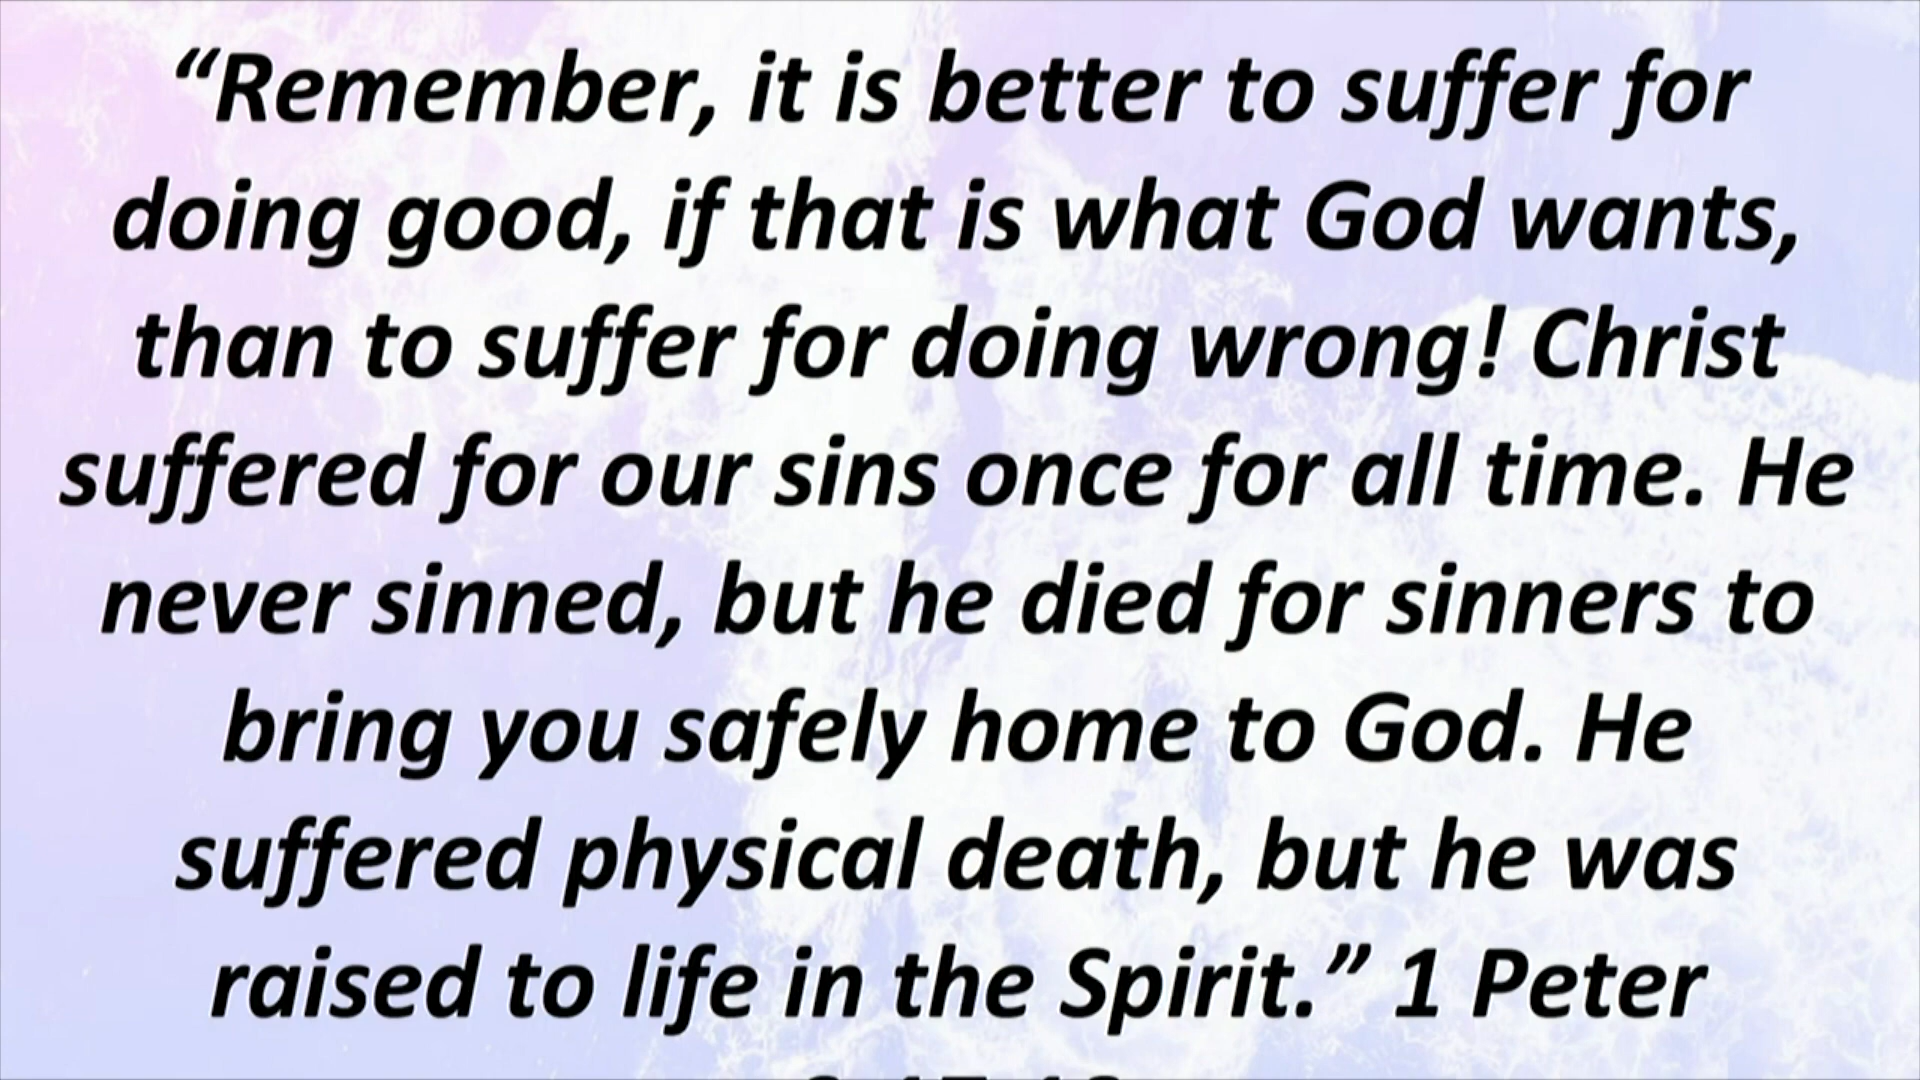 “Remember, it is better to suffer for
doing good, if that is what God wants,
than to suffer for doing wrong! Christ
suffered for our sins once for all time. He
never sinned, but he died for sinners to
bring you safely home to God. He
suffered physical death, but he was
raised to life in the Spirit.” 1 Peter